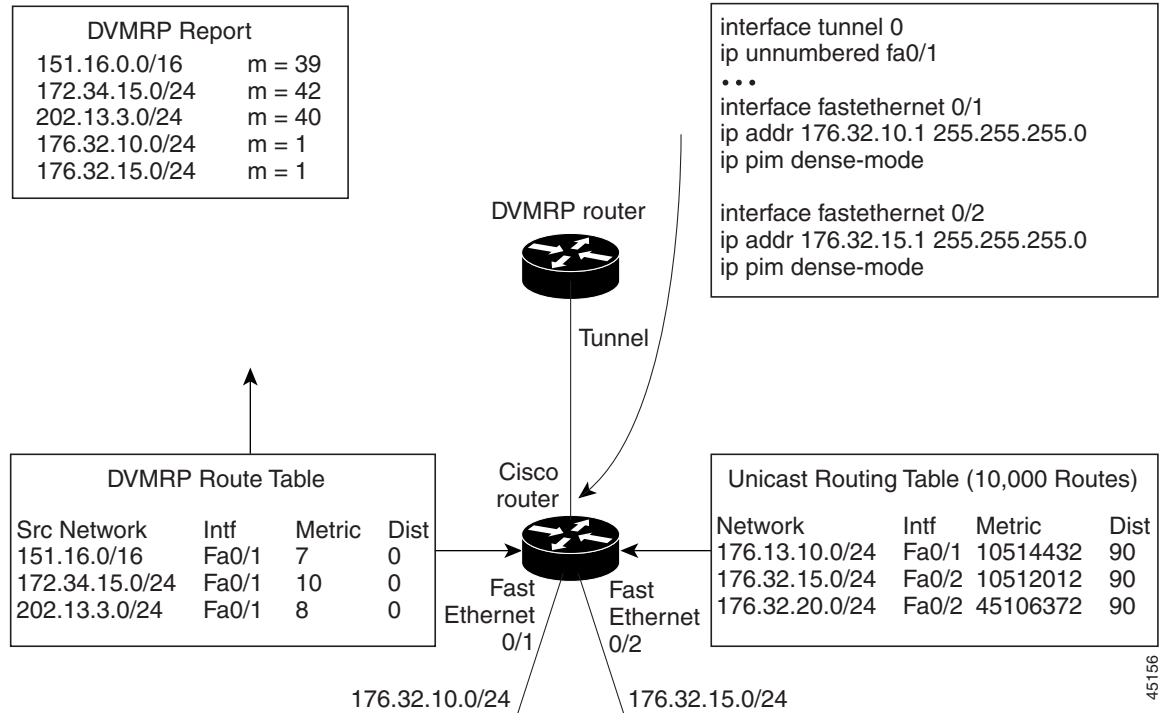 DVMRP Report
151.16.0.0/16 m = 39
172.34.15.0/24 m = 42
202.13.3.0/24 m = 40
176.32.10.0/24 m = 1
176.32.15.0/24 m = 1
interface tunnel 0
ip unnumbered fa0/1
• • •
interface fastethernet 0/1
ip addr 176.32.10.1 255.255.255.0
ip pim dense-mode
interface fastethernet 0/2
ip addr 176.32.15.1 255.255.255.0
ip pim dense-mode
DVMRP router
Tunnel
Cisco
router
DVMRP Route Table
Src Network Intf Metric Dist
151.16.0/16 Fa0/1 7 0
172.34.15.0/24 Fa0/1 10 0
202.13.3.0/24 Fa0/1 8 0
Unicast Routing Table (10,000 Routes)
Network Intf Metric Dist
176.13.10.0/24 Fa0/1 10514432 90
176.32.15.0/24 Fa0/2 10512012 90
176.32.20.0/24 Fa0/2 45106372 90
Fast
Ethernet
0/1
Fast
Ethernet
0/2
176.32.10.0/24
176.32.15.0/24
45156